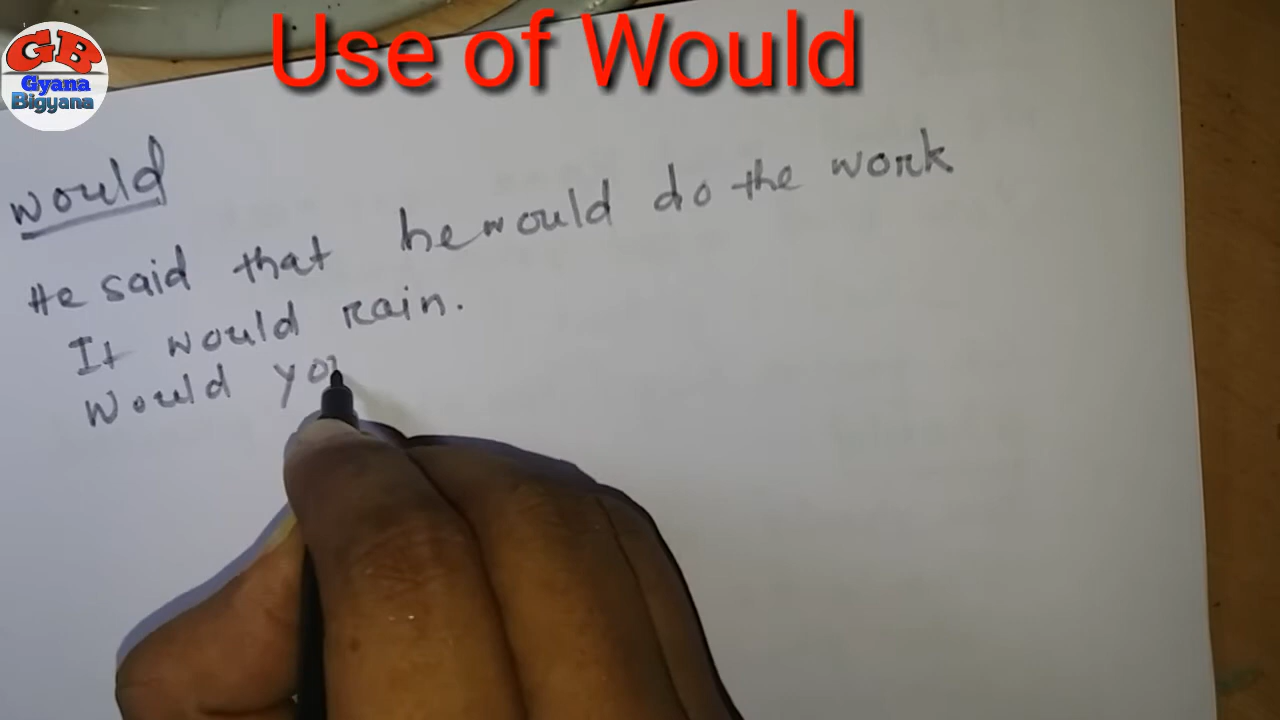 Use of Would
GB
Gyana
Bigyana
would
He said that he would do the work
It would rain.
Would you